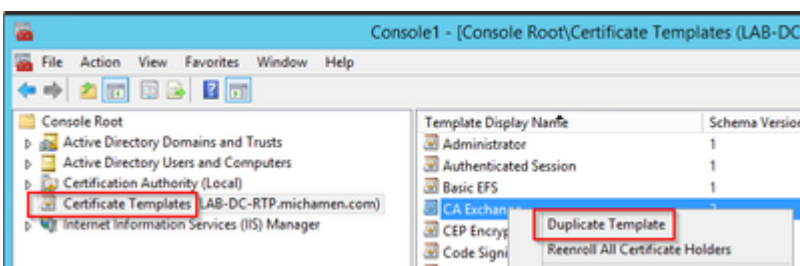 Console1 - [Console Root\Certificate Templates (LAB-DC
File Action View Favorites Window Help
Console Root
Active Directory Domains and Trusts
Active Directory Users and Computers
Certification Authority (Local)
Certificate Templates (LAB-DC-RTP.michamen.com)
Internet Information Services (IIS) Manager
Template Display Name Schema Version
Administrator 1
Authenticated Session 1
Basic EFS 1
CA Exchange
CEP Encryp
Code Signi
Duplicate Template
Reenroll All Certificate Holders